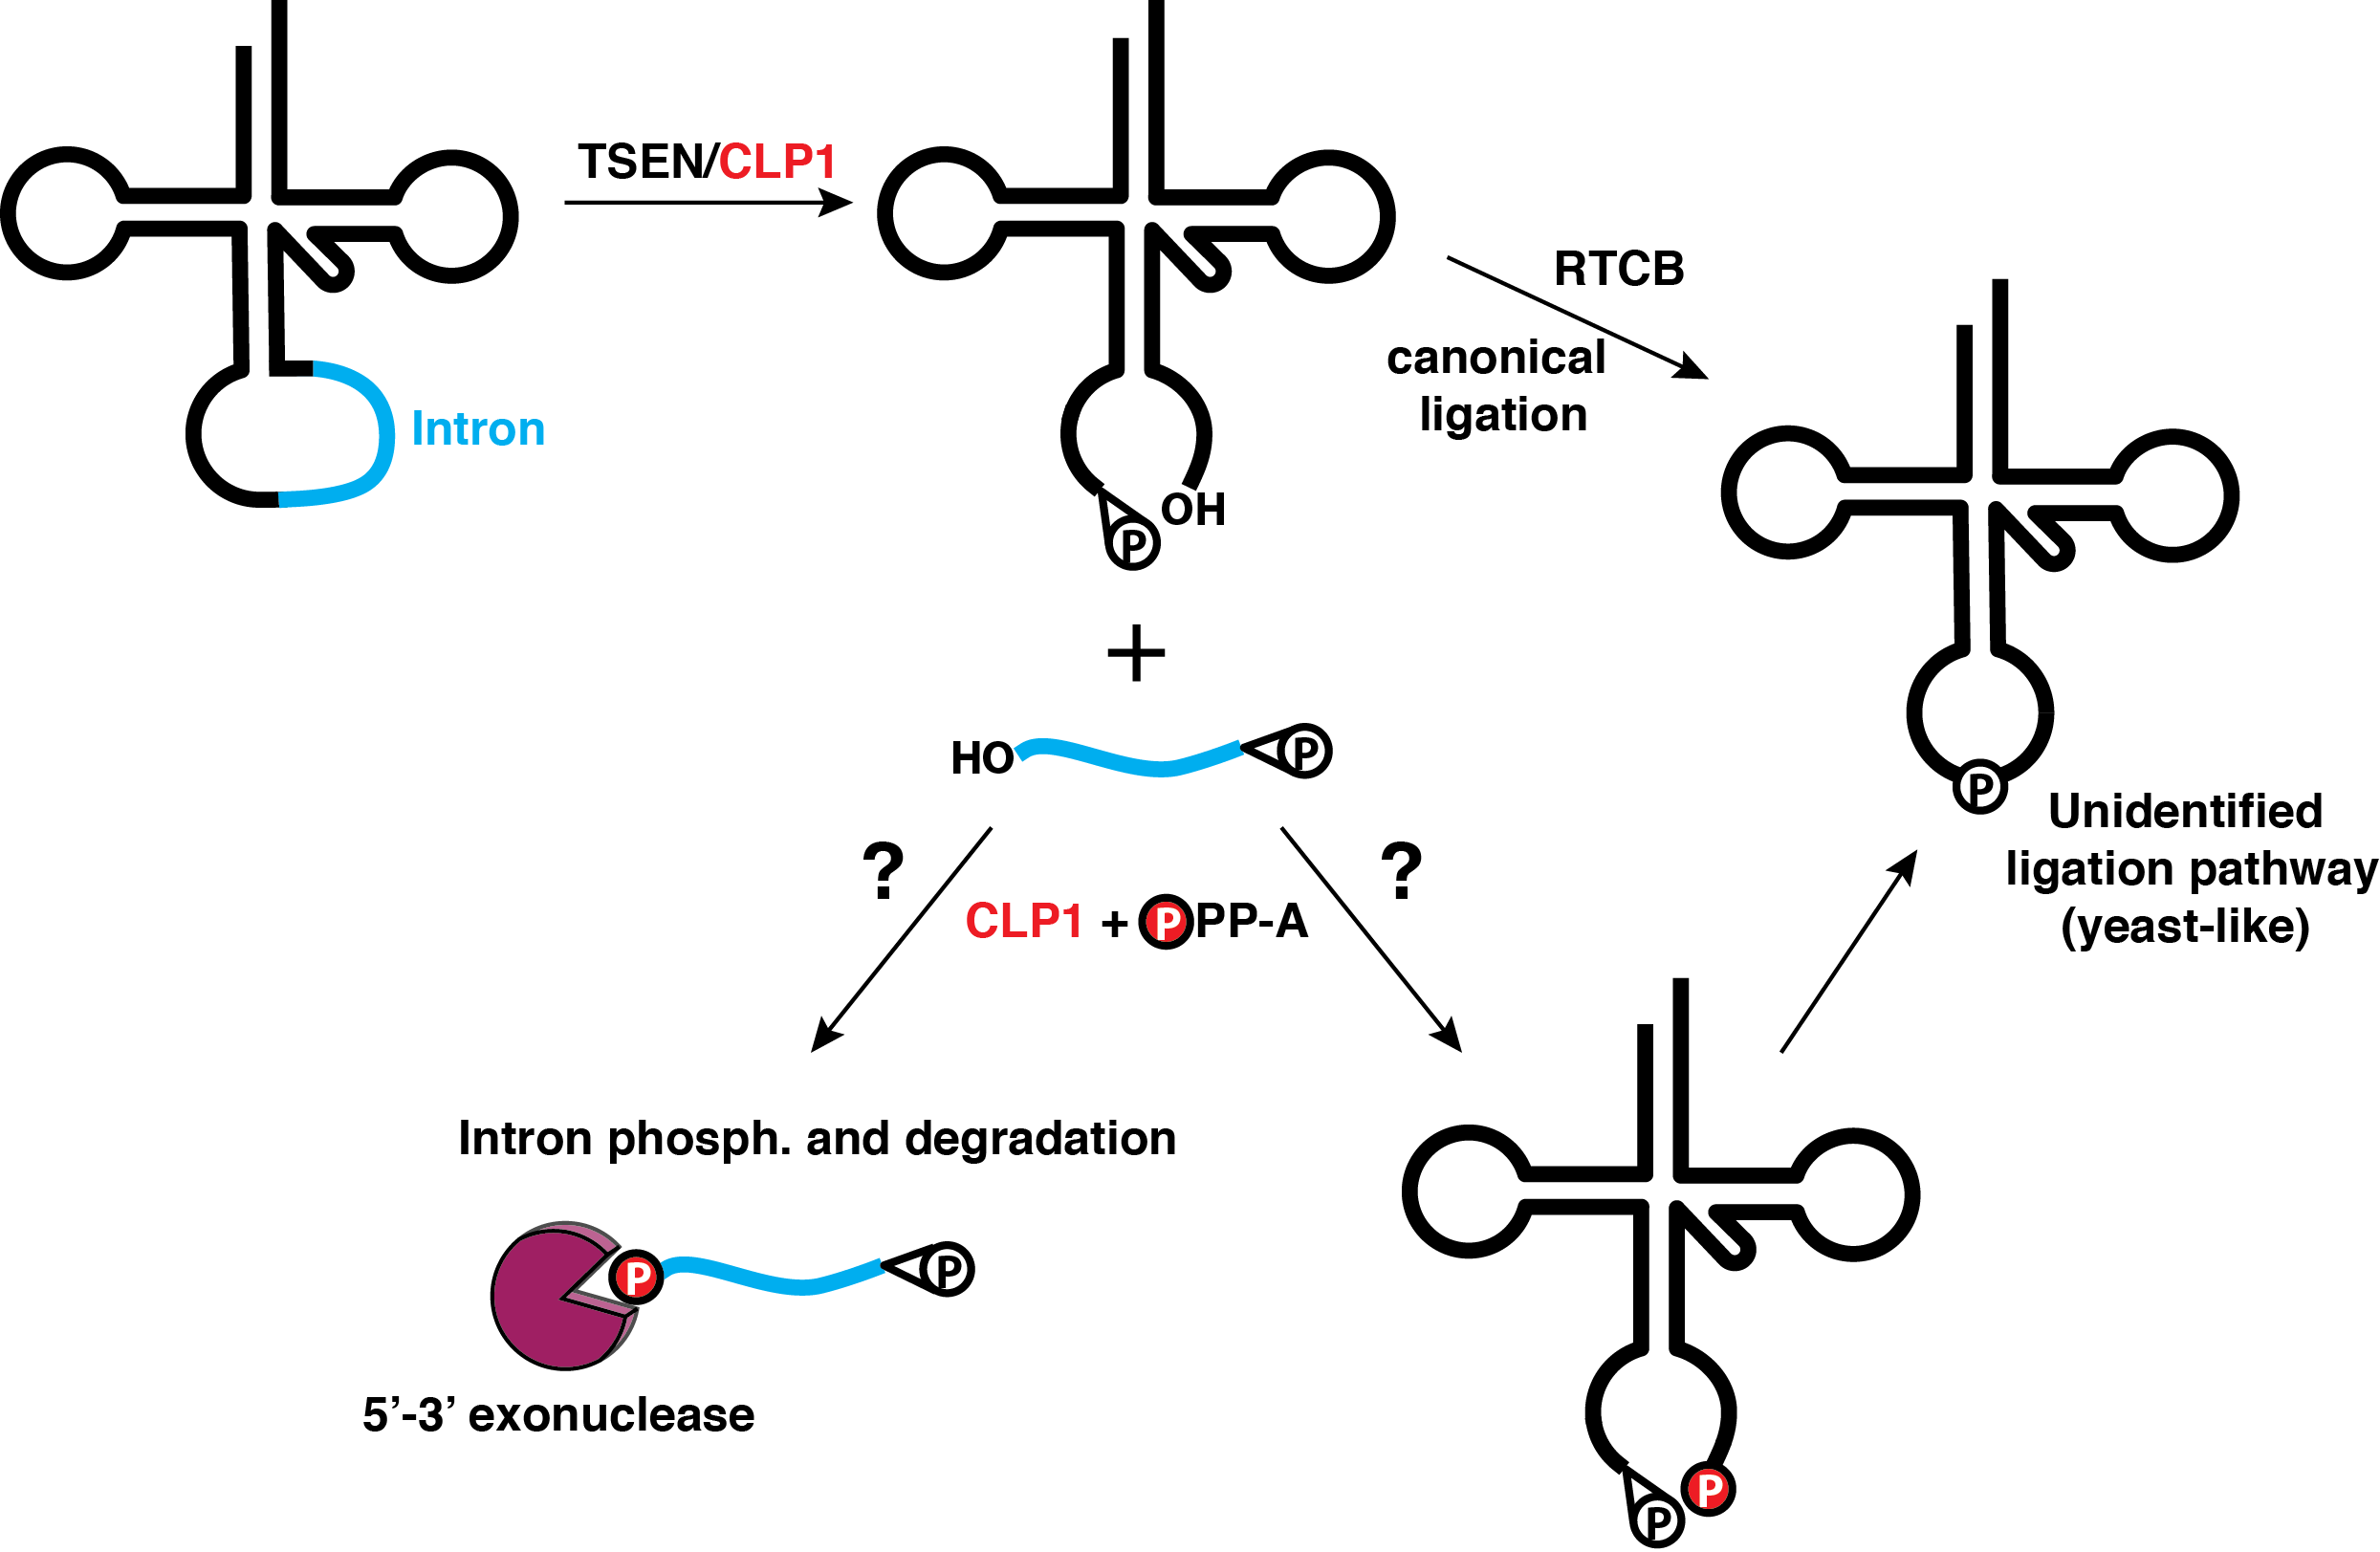 TSEN/CLP1
RTCB
canonical
ligation
Intron
OH
P
HO
P
P
Unidentified
ligation pathway
(yeast-like)
?
?
CLP1 + PPP-A
Intron phosph. and degradation
P
P
5’-3’ exonuclease
P
P